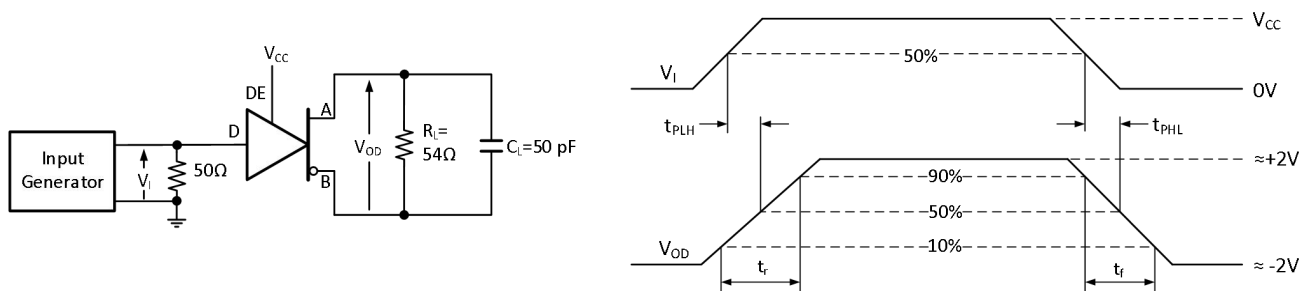 V_CC
DE
D
A
B
Input
Generator
V_I
50Ω
V_OD
R_L=
54Ω
C_L=50 pF
V_CC
50%
V_I
0V
t_PLH
t_PHL
≈+2V
90%
50%
10%
V_OD
≈ -2V
t_r
t_f